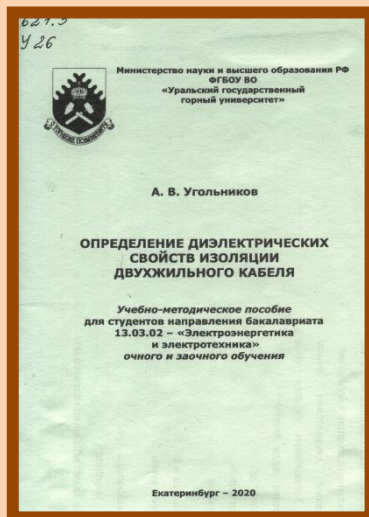 621.3
У 26
Министерство науки и высшего образования РФ
ФГБОУ ВО
«Уральский государственный
горный университет»
А. В. Угольников
ОПРЕДЕЛЕНИЕ ДИЭЛЕКТРИЧЕСКИХ
СВОЙСТВ ИЗОЛЯЦИИ
ДВУХЖИЛЬНОГО КАБЕЛЯ
Учебно-методическое пособие
для студентов направления бакалавриата
13.03.02 – «Электроэнергетика
и электротехника»
очного и заочного обучения
Екатеринбург – 2020